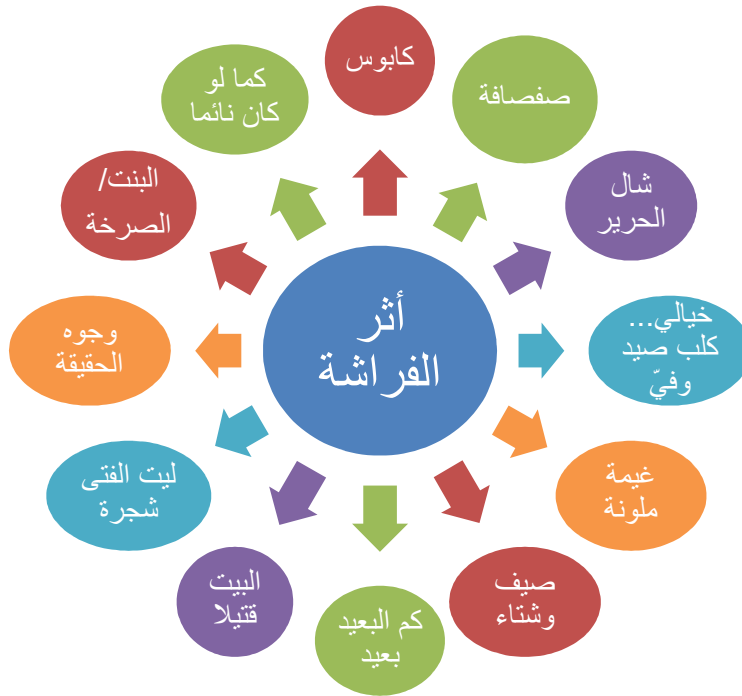 أثر
الفراشة
كابوس
صفصافة
شال
الحرير
خيالي...
كلب صيد
وفيّ
غيمة
ملونة
صيف
وشتاء
كم البعيد
بعيد
البيت
قتيلا
ليت الفتى
شجرة
وجوه
الحقيقة
البنت/
الصرخة
كما لو
كان نائما